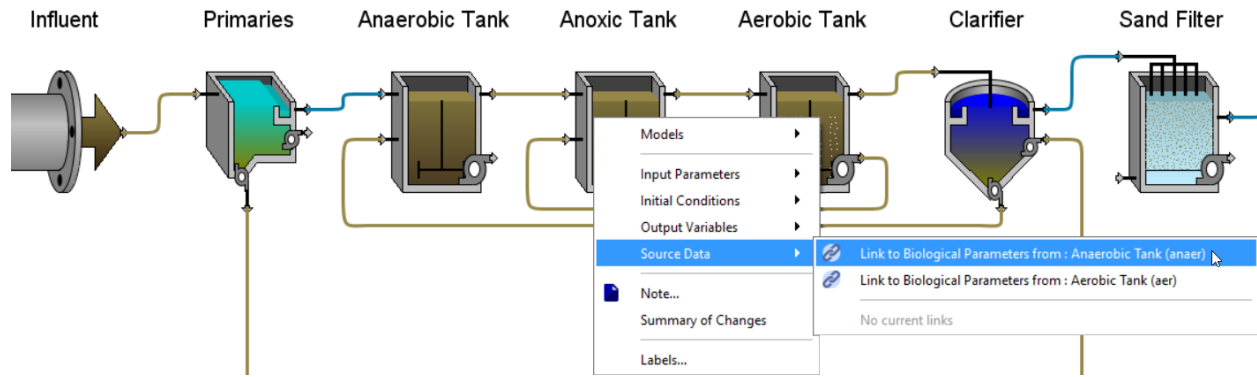 Influent
Primaries
Anaerobic Tank
Anoxic Tank
Aerobic Tank
Clarifier
Sand Filter
Models
Input Parameters
Initial Conditions
Output Variables
Source Data
Link to Biological Parameters from : Anaerobic Tank (anaer)
Link to Biological Parameters from : Aerobic Tank (aer)
No current links
Note...
Summary of Changes
Labels...